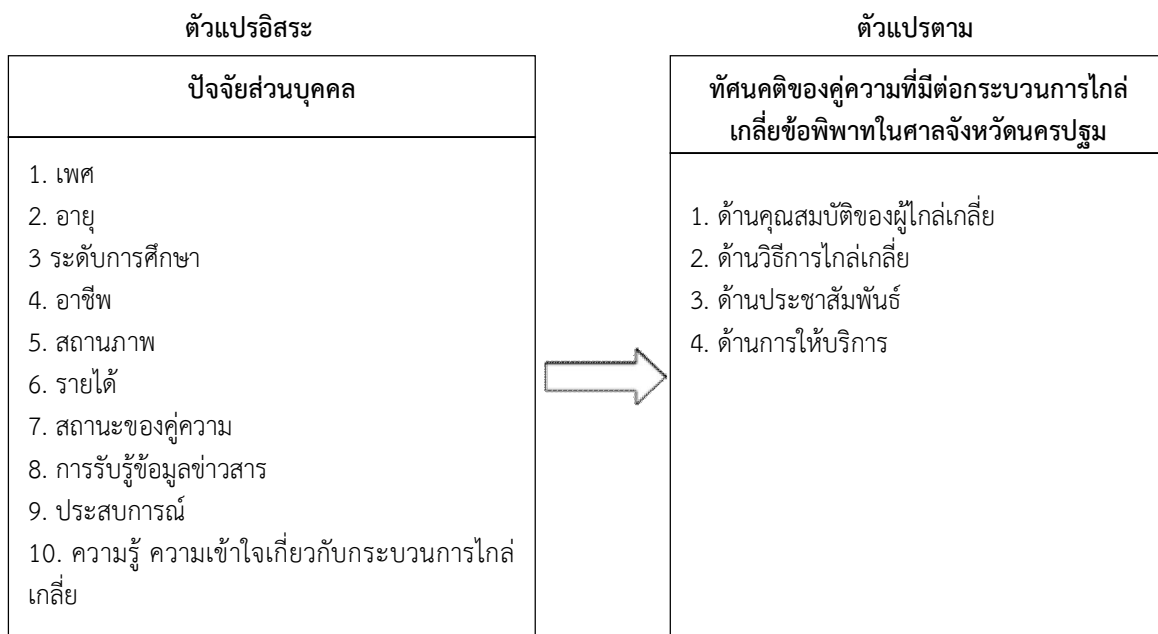 ตัวแปรอิสระ
ปัจจัยส่วนบุคคล
1. เพศ
2. อายุ
3 ระดับการศึกษา
4. อาชีพ
5. สถานภาพ
6. รายได้
7. สถานะของคู่ความ
8. การรับรู้ข้อมูลข่าวสาร
9. ประสบการณ์
10. ความรู้ ความเข้าใจเกี่ยวกับกระบวนการไกล่
เกลี่ย
ตัวแปรตาม
ทัศนคติของคู่ความที่มีต่อกระบวนการไกล่
เกลี่ยข้อพิพาทในศาลจังหวัดนครปฐม
1. ด้านคุณสมบัติของผู้ไกล่เกลี่ย
2. ด้านวิธีการไกล่เกลี่ย
3. ด้านประชาสัมพันธ์
4. ด้านการให้บริการ